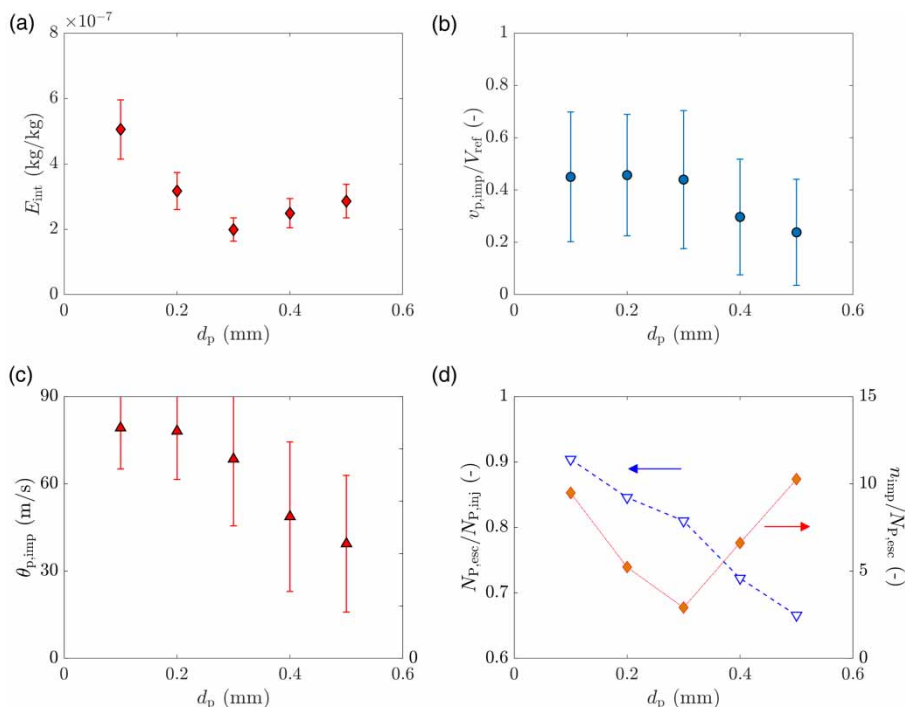 (a)
×10⁻⁷
8
6
4
2
0
E_int (kg/kg)
0 0.2 0.4 0.6
d_p (mm)
(b)
1
0.8
0.6
0.4
0.2
0
v_p,imp/V_ref (-)
0 0.2 0.4 0.6
d_p (mm)
(c)
90
60
30
0
θ_p,imp (m/s)
0
0 0.2 0.4 0.6
d_p (mm)
(d)
1
0.9
0.8
0.7
0.6
N_P,esc/N_P,inj (-)
15
10
5
0
n_imp/N_P,esc (-)
0 0.2 0.4 0.6
d_p (mm)